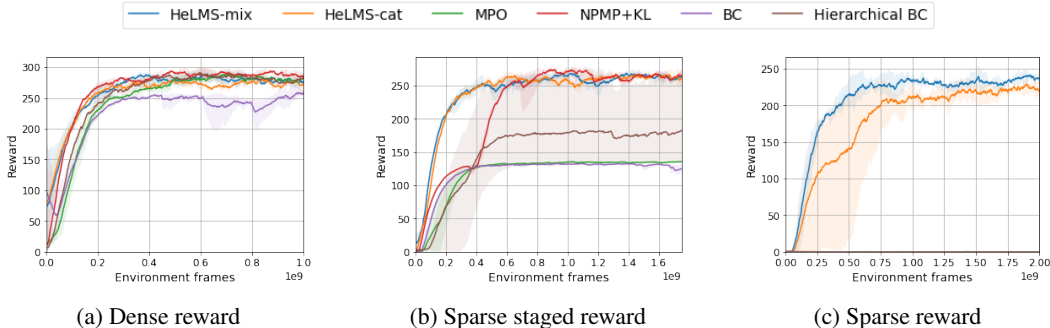 HeLMS-mix HeLMS-cat MPO NPMP+KL BC Hierarchical BC
Reward
300
250
200
150
100
50
0
0.0 0.2 0.4 0.6 0.8 1.0
1e9
Environment frames
(a) Dense reward
Reward
250
200
150
100
50
0
0.0 0.2 0.4 0.6 0.8 1.0 1.2 1.4 1.6
1e9
Environment frames
(b) Sparse staged reward
Reward
250
200
150
100
50
0
0.00 0.25 0.50 0.75 1.00 1.25 1.50 1.75 2.00
1e9
Environment frames
(c) Sparse reward